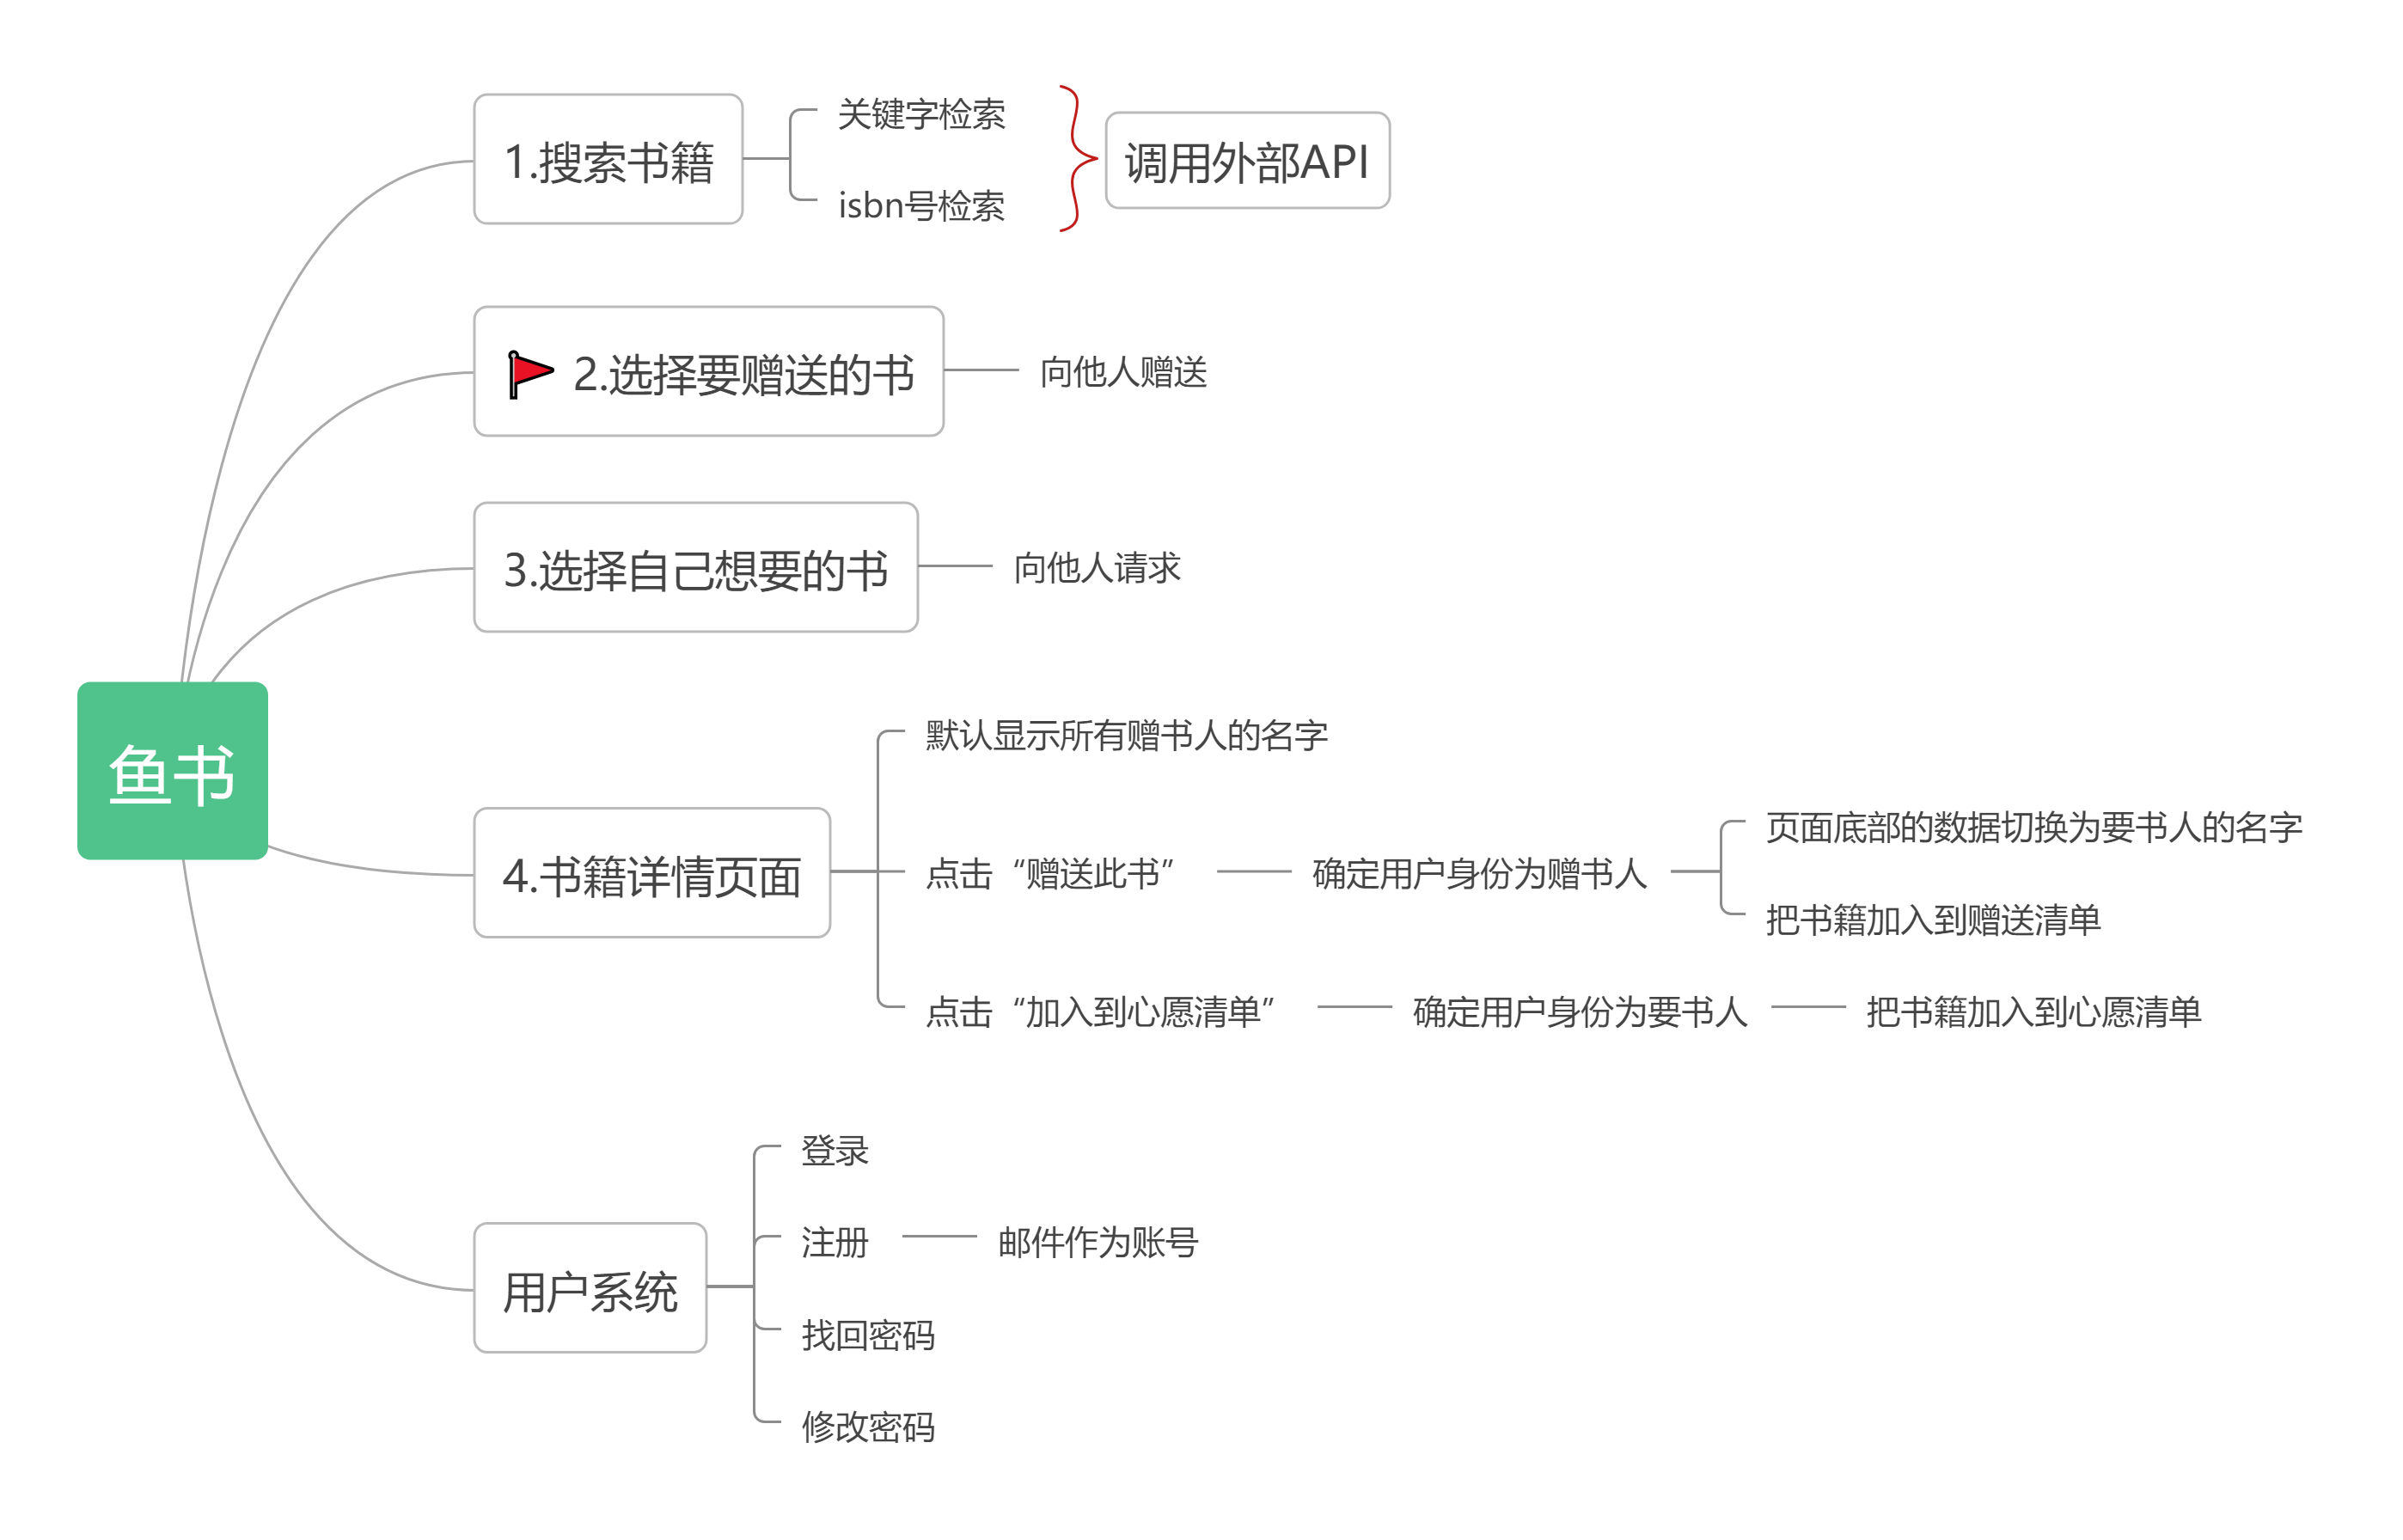 鱼书
1.搜索书籍
关键字检索
isbn号检索
调用外部API
2.选择要赠送的书
向他人赠送
3.选择自己想要的书
向他人请求
4.书籍详情页面
默认显示所有赠书人的名字
点击“赠送此书”
确定用户身份为赠书人
页面底部的数据切换为要书人的名字
把书籍加入到赠送清单
点击“加入到心愿清单”
确定用户身份为要书人
把书籍加入到心愿清单
用户系统
登录
注册
邮件作为账号
找回密码
修改密码